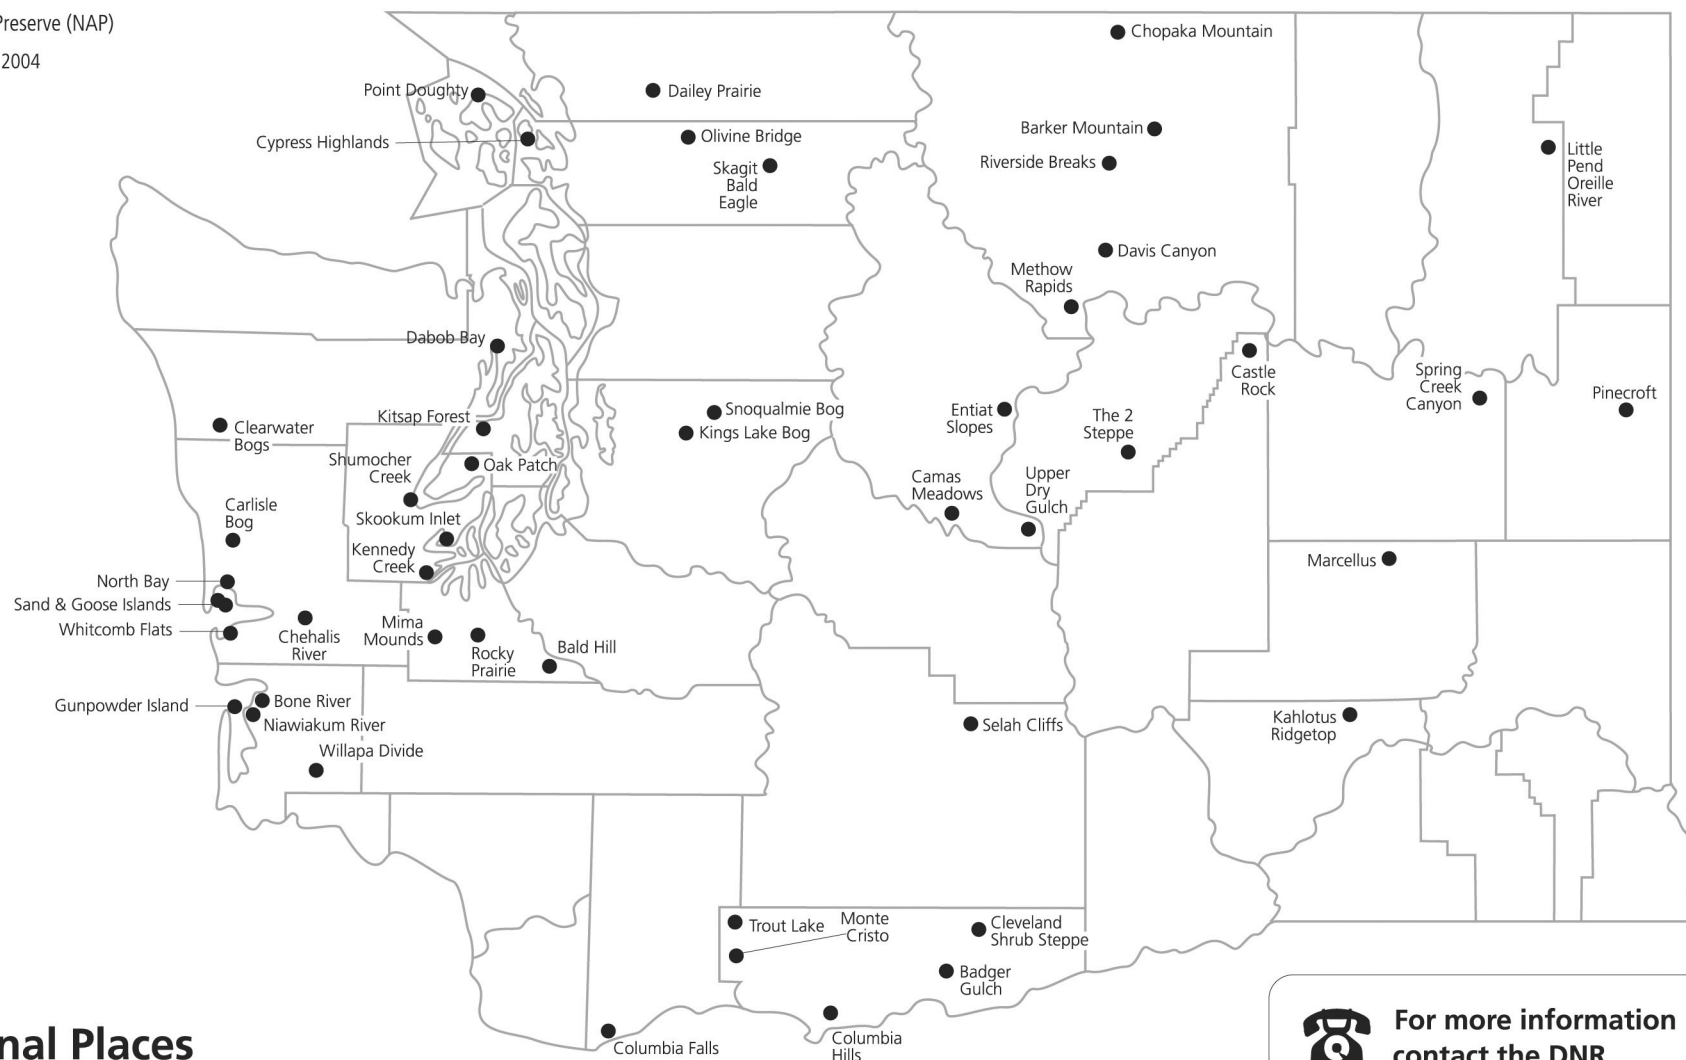 Preserve (NAP)
2004
Chopaka Mountain
Point Doughty
Dailey Prairie
Cypress Highlands
Olivine Bridge
Barker Mountain
Skagit
Bald
Eagle
Riverside Breaks
Little
Pend
Oreille
River
Davis Canyon
Methow
Rapids
Dabob Bay
Castle
Rock
Spring
Creek
Canyon
Pinecroft
Kitsap Forest
Snoqualmie Bog
Kings Lake Bog
Entiat
Slopes
The 2
Steppe
Clearwater
Bogs
Shumocher
Creek
Oak Patch
Camas
Meadows
Upper
Dry
Gulch
Carlisle
Bog
Skookum Inlet
Kennedy
Creek
Marcellus
North Bay
Sand & Goose Islands
Whitcomb Flats
Chehalis
River
Mima
Mounds
Rocky
Prairie
Bald Hill
Gunpowder Island
Bone River
Niawiakum River
Willapa Divide
Selah Cliffs
Kahlotus
Ridgetop
Trout Lake
Monte
Cristo
Cleveland
Shrub Steppe
Badger
Gulch
Columbia
Hills
Columbia Falls
nal Places
For more information
contact the DNR